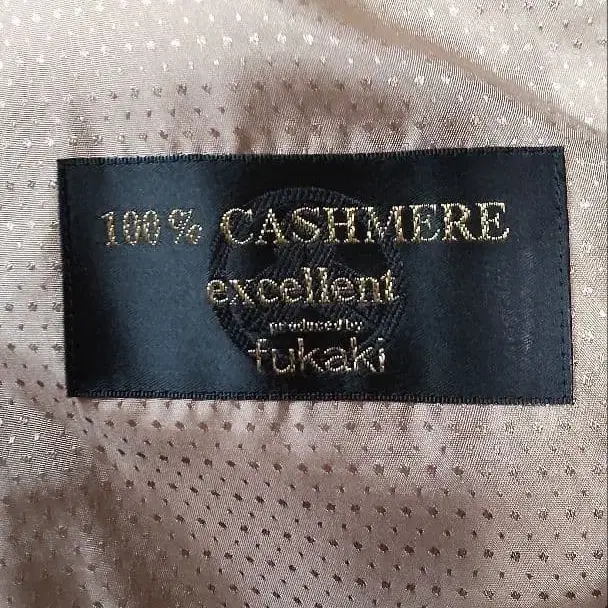 100% CASHMERE
excellent
produced by
fukaki